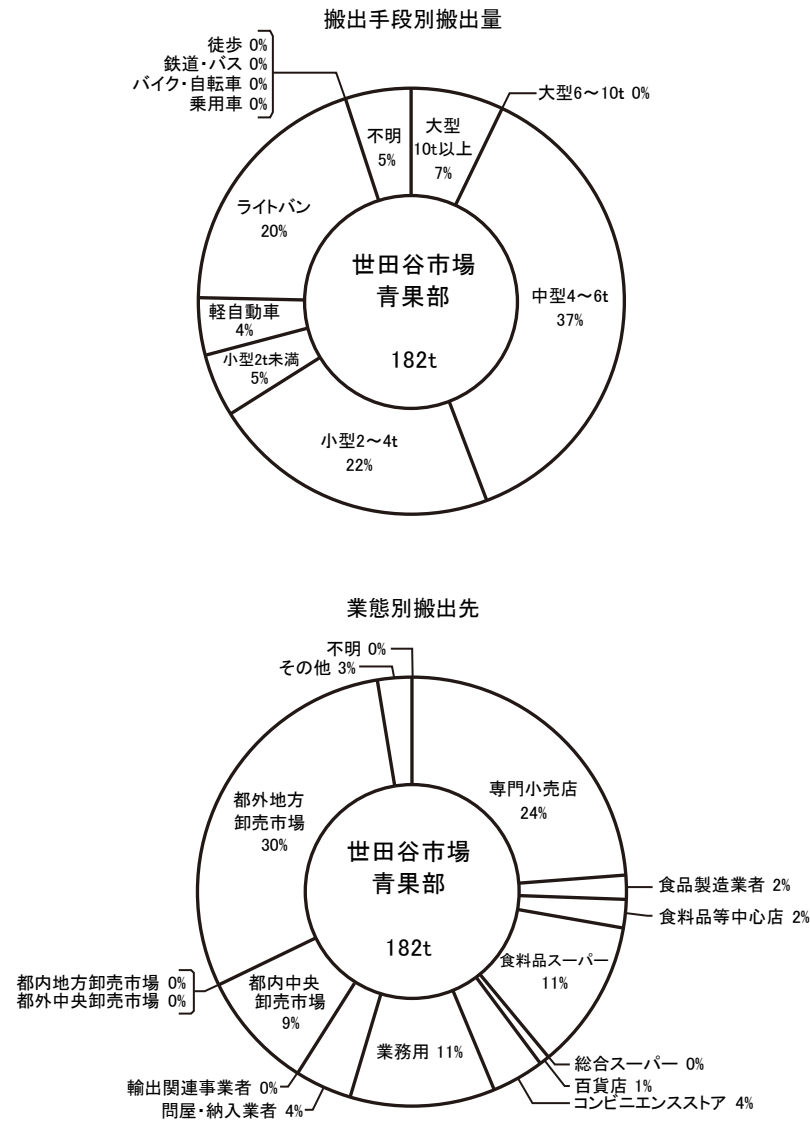 搬出手段別搬出量
徒歩 0%
鉄道・バス 0%
バイク・自転車 0%
乗用車 0%
不明
5%
大型
10t以上
7%
大型6～10t 0%
中型4～6t
37%
小型2～4t
22%
小型2t未満
5%
軽自動車
4%
ライトバン
20%
世田谷市場
青果部
182t
業態別搬出先
不明 0%
その他 3%
専門小売店
24%
食品製造業者 2%
食料品等中心店 2%
食料品スーパー
11%
総合スーパー 0%
百貨店 1%
コンビニエンスストア 4%
業務用 11%
問屋・納入業者 4%
輸出関連事業者 0%
都内中央
卸売市場
9%
都内地方卸売市場 0%
都外中央卸売市場 0%
都外地方
卸売市場
30%
世田谷市場
青果部
182t